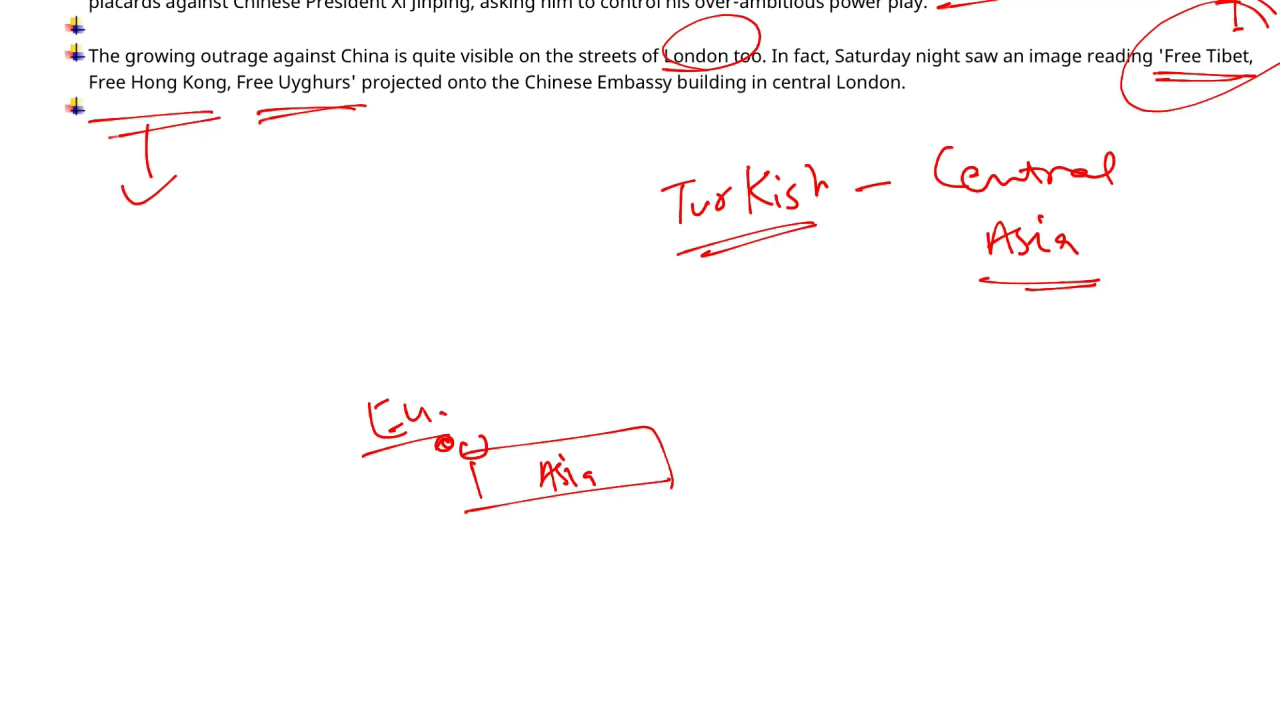 placards against Chinese President Xi Jinping, asking him to control his over-ambitious power play.
The growing outrage against China is quite visible on the streets of London too. In fact, Saturday night saw an image reading 'Free Tibet,
Free Hong Kong, Free Uyghurs' projected onto the Chinese Embassy building in central London.
Turkish - Central
Asia
Eu.
Asia